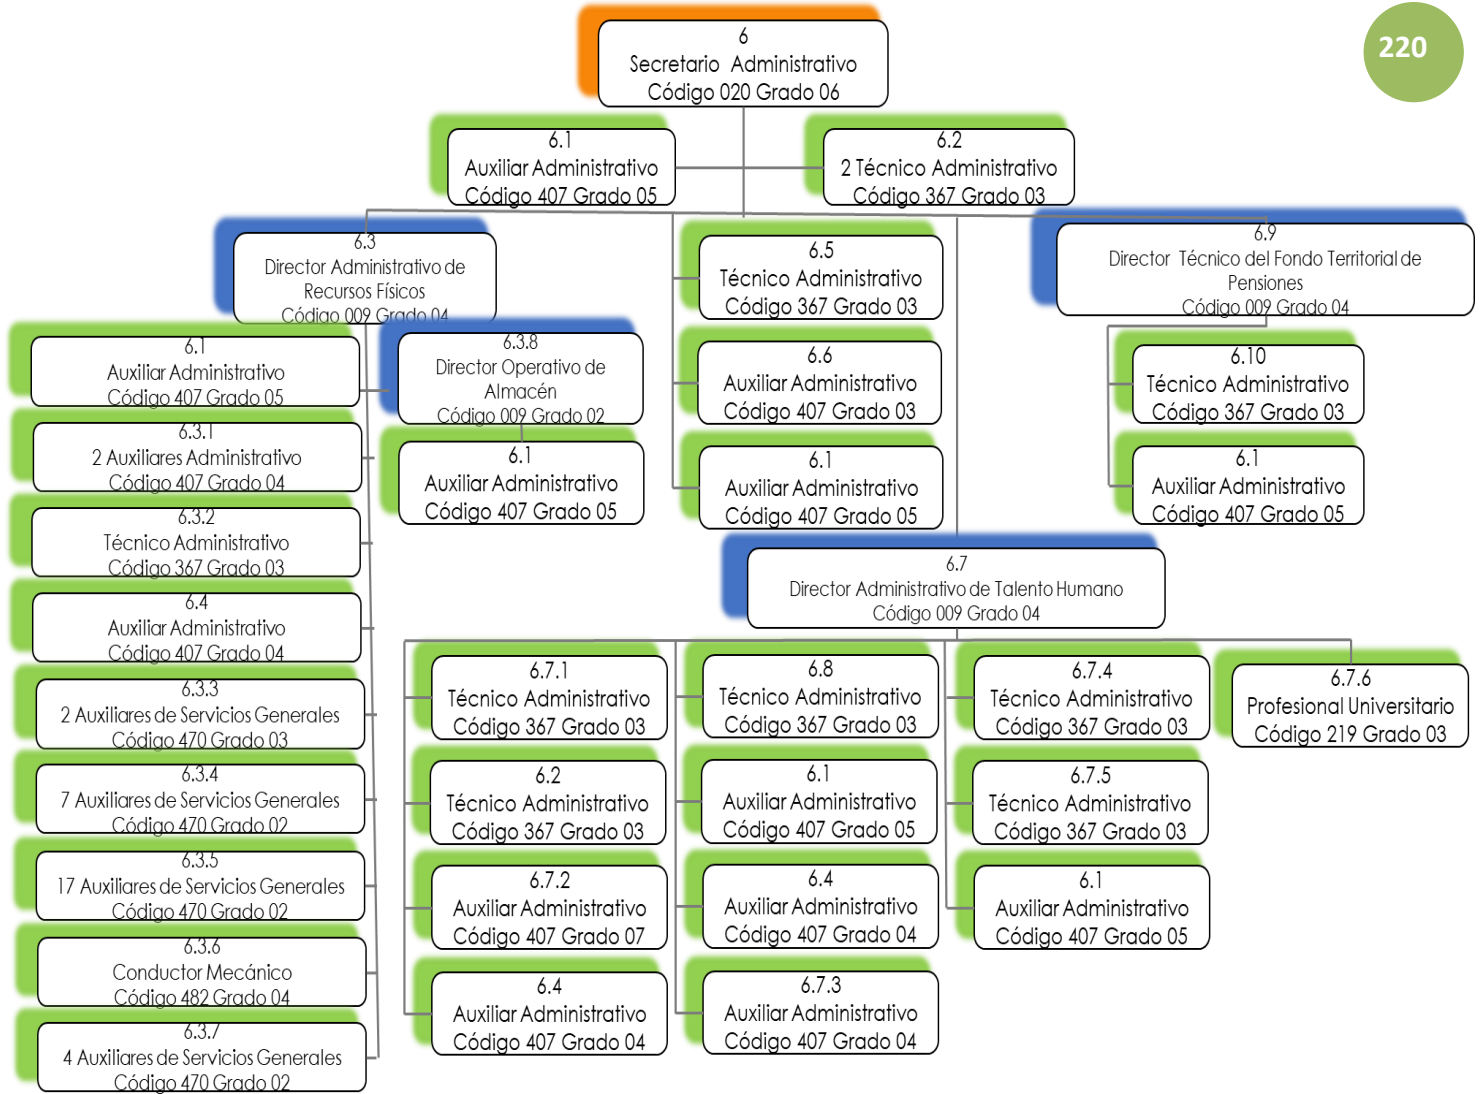 220
6
Secretario Administrativo
Código 020 Grado 06
6.1
Auxiliar Administrativo
Código 407 Grado 05
6.2
2 Técnico Administrativo
Código 367 Grado 03
6.3
Director Administrativo de
Recursos Físicos
Código 009 Grado 04
6.1
Auxiliar Administrativo
Código 407 Grado 05
6.3.1
2 Auxiliares Administrativo
Código 407 Grado 04
6.3.2
Técnico Administrativo
Código 367 Grado 03
6.4
Auxiliar Administrativo
Código 407 Grado 04
6.3.3
2 Auxiliares de Servicios Generales
Código 470 Grado 03
6.3.4
7 Auxiliares de Servicios Generales
Código 470 Grado 02
6.3.5
17 Auxiliares de Servicios Generales
Código 470 Grado 02
6.3.6
Conductor Mecánico
Código 482 Grado 04
6.3.7
4 Auxiliares de Servicios Generales
Código 470 Grado 02
6.3.8
Director Operativo de
Almacén
Código 009 Grado 02
6.1
Auxiliar Administrativo
Código 407 Grado 05
6.5
Técnico Administrativo
Código 367 Grado 03
6.6
Auxiliar Administrativo
Código 407 Grado 03
6.1
Auxiliar Administrativo
Código 407 Grado 05
6.9
Director Técnico del Fondo Territorial de
Pensiones
Código 009 Grado 04
6.10
Técnico Administrativo
Código 367 Grado 03
6.1
Auxiliar Administrativo
Código 407 Grado 05
6.7
Director Administrativo de Talento Humano
Código 009 Grado 04
6.7.1
Técnico Administrativo
Código 367 Grado 03
6.2
Técnico Administrativo
Código 367 Grado 03
6.7.2
Auxiliar Administrativo
Código 407 Grado 07
6.4
Auxiliar Administrativo
Código 407 Grado 04
6.8
Técnico Administrativo
Código 367 Grado 03
6.1
Auxiliar Administrativo
Código 407 Grado 05
6.4
Auxiliar Administrativo
Código 407 Grado 04
6.7.3
Auxiliar Administrativo
Código 407 Grado 04
6.7.4
Técnico Administrativo
Código 367 Grado 03
6.7.5
Técnico Administrativo
Código 367 Grado 03
6.1
Auxiliar Administrativo
Código 407 Grado 05
6.7.6
Profesional Universitario
Código 219 Grado 03